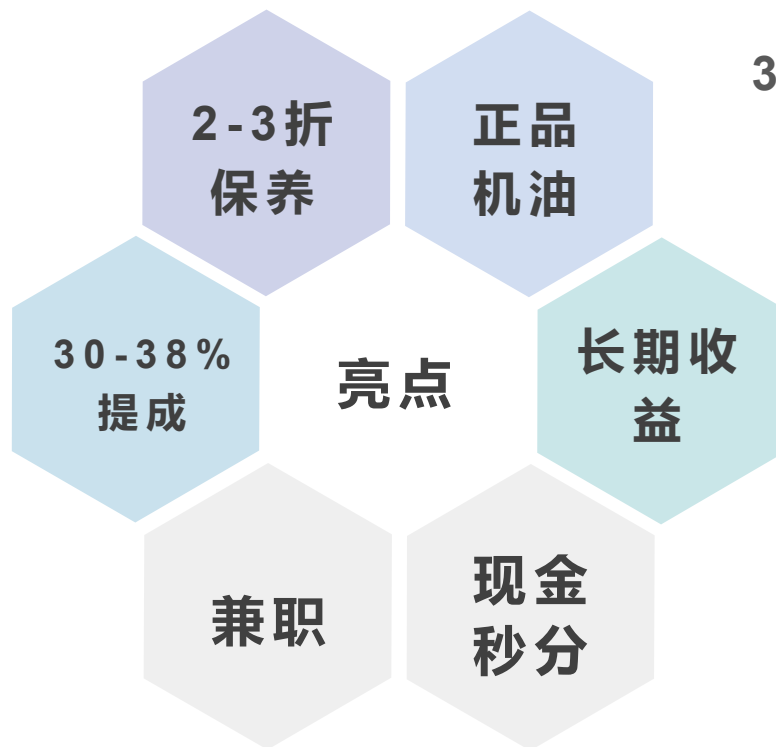 3
2-3折
保养
正品
机油
30-38%
提成
亮点
长期收
益
兼职
现金
秒分